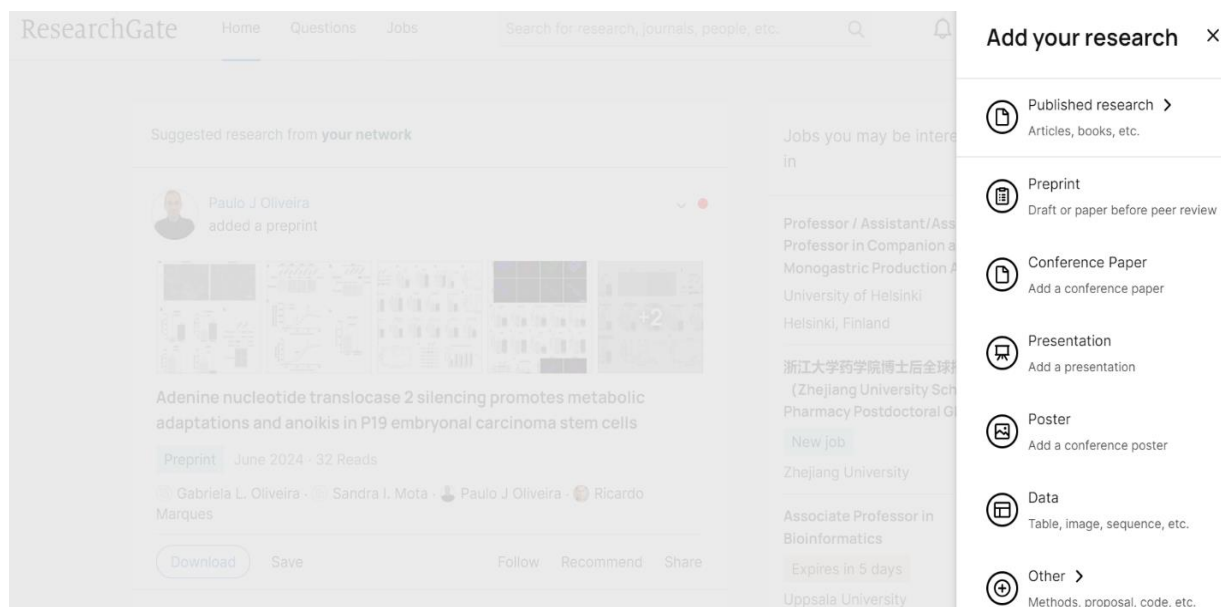 ResearchGate
Home
Questions
Jobs
Search for research, journals, people, etc.
Suggested research from your network
Paulo J Oliveira
added a preprint
+2
Adenine nucleotide translocase 2 silencing promotes metabolic
adaptations and anoikis in P19 embryonal carcinoma stem cells
Preprint June 2024 · 32 Reads
Gabriela L. Oliveira · Sandra I. Mota · Paulo J Oliveira · Ricardo
Marques
Download
Save
Follow
Recommend
Share
Jobs you may be intere
in
Professor / Assistant/Ass
Professor in Companion a
Monogastric Production A
University of Helsinki
Helsinki, Finland
浙江大学药学院博士后全球
(Zhejiang University Sch
Pharmacy Postdoctoral Gl
New job
Zhejiang University
Associate Professor in
Bioinformatics
Expires in 5 days
Uppsala University
Add your research
Published research
Articles, books, etc.
Preprint
Draft or paper before peer review
Conference Paper
Add a conference paper
Presentation
Add a presentation
Poster
Add a conference poster
Data
Table, image, sequence, etc.
Other
Methods, proposal, code, etc.